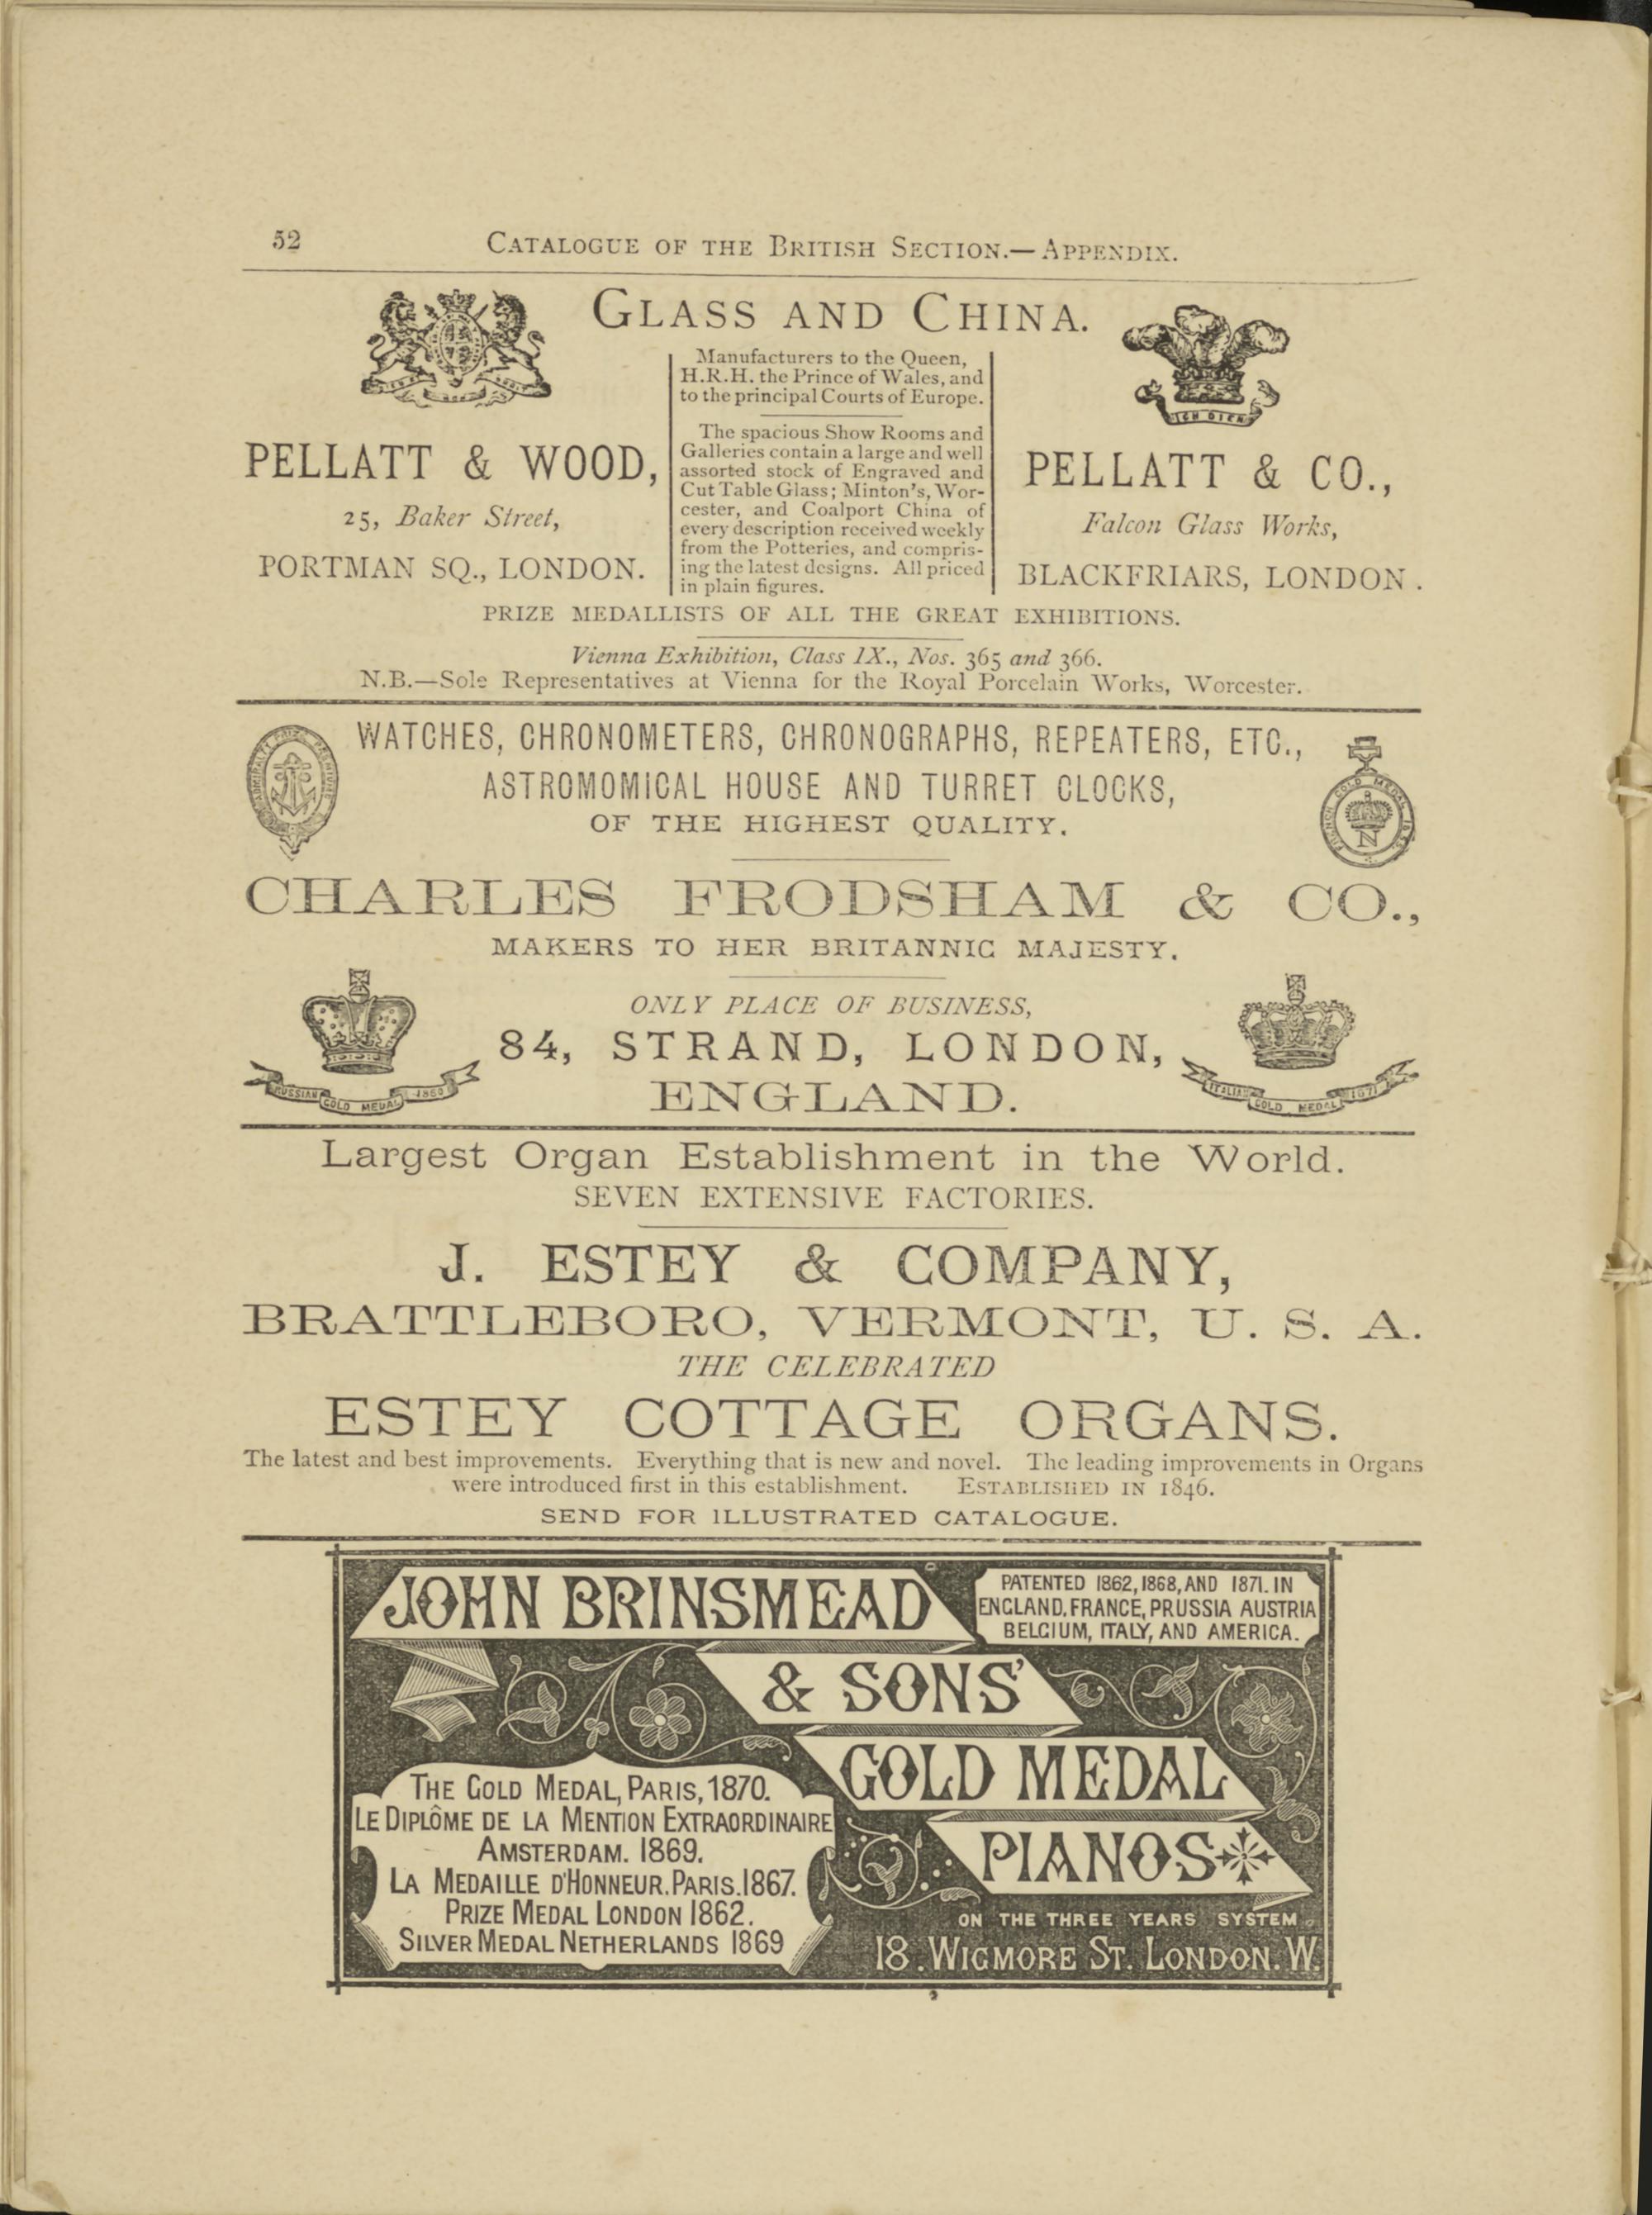 52
CATALOGUE OF THE BRITISH SECTION.—APPENDIX.
GLASS AND CHINA.
ICH DIEN
PELLATT & WOOD,
25, Baker Street,
PORTMAN SQ., LONDON.
Manufacturers to the Queen,
H.R.H. the Prince of Wales, and
to the principal Courts of Europe.
The spacious Show Rooms and
Galleries contain a large and well
assorted stock of Engraved and
Cut Table Glass; Minton's, Wor-
cester, and Coalport China of
every description received weekly
from the Potteries, and compris-
ing the latest designs. All priced
in plain figures.
PELLATT & CO.,
Falcon Glass Works,
BLACKFRIARS, LONDON.
PRIZE MEDALLISTS OF ALL THE GREAT EXHIBITIONS.
Vienna Exhibition, Class IX., Nos. 365 and 366.
N.B.—Sole Representatives at Vienna for the Royal Porcelain Works, Worcester.
WATCHES, CHRONOMETERS, CHRONOGRAPHS, REPEATERS, ETC.,
ASTROMOMICAL HOUSE AND TURRET CLOCKS,
OF THE HIGHEST QUALITY.
FRENCH GOLD MEDAL
N
CHARLES FRODSHAM & CO.,
MAKERS TO HER BRITANNIC MAJESTY.
ONLY PLACE OF BUSINESS,
84, STRAND, LONDON,
ENGLAND.
RUSSIAN GOLD MEDAL 1860
ITALIAN GOLD MEDAL 1871
Largest Organ Establishment in the World.
SEVEN EXTENSIVE FACTORIES.
J. ESTEY & COMPANY,
BRATTLEBORO, VERMONT, U. S. A.
THE CELEBRATED
ESTEY COTTAGE ORGANS.
The latest and best improvements. Everything that is new and novel. The leading improvements in Organs
were introduced first in this establishment. ESTABLISHED IN 1846.
SEND FOR ILLUSTRATED CATALOGUE.
JOHN BRINSMEAD
PATENTED 1862, 1868, AND 1871. IN
ENGLAND, FRANCE, PRUSSIA AUSTRIA
BELGIUM, ITALY, AND AMERICA.
& SONS'
GOLD MEDAL
PIANOS
THE GOLD MEDAL, PARIS, 1870.
LE DIPLÔME DE LA MENTION EXTRAORDINAIRE
AMSTERDAM. 1869.
LA MEDAILLE D'HONNEUR. PARIS. 1867.
PRIZE MEDAL LONDON 1862.
SILVER MEDAL NETHERLANDS 1869
ON THE THREE YEARS SYSTEM.
18. WIGMORE ST. LONDON. W.